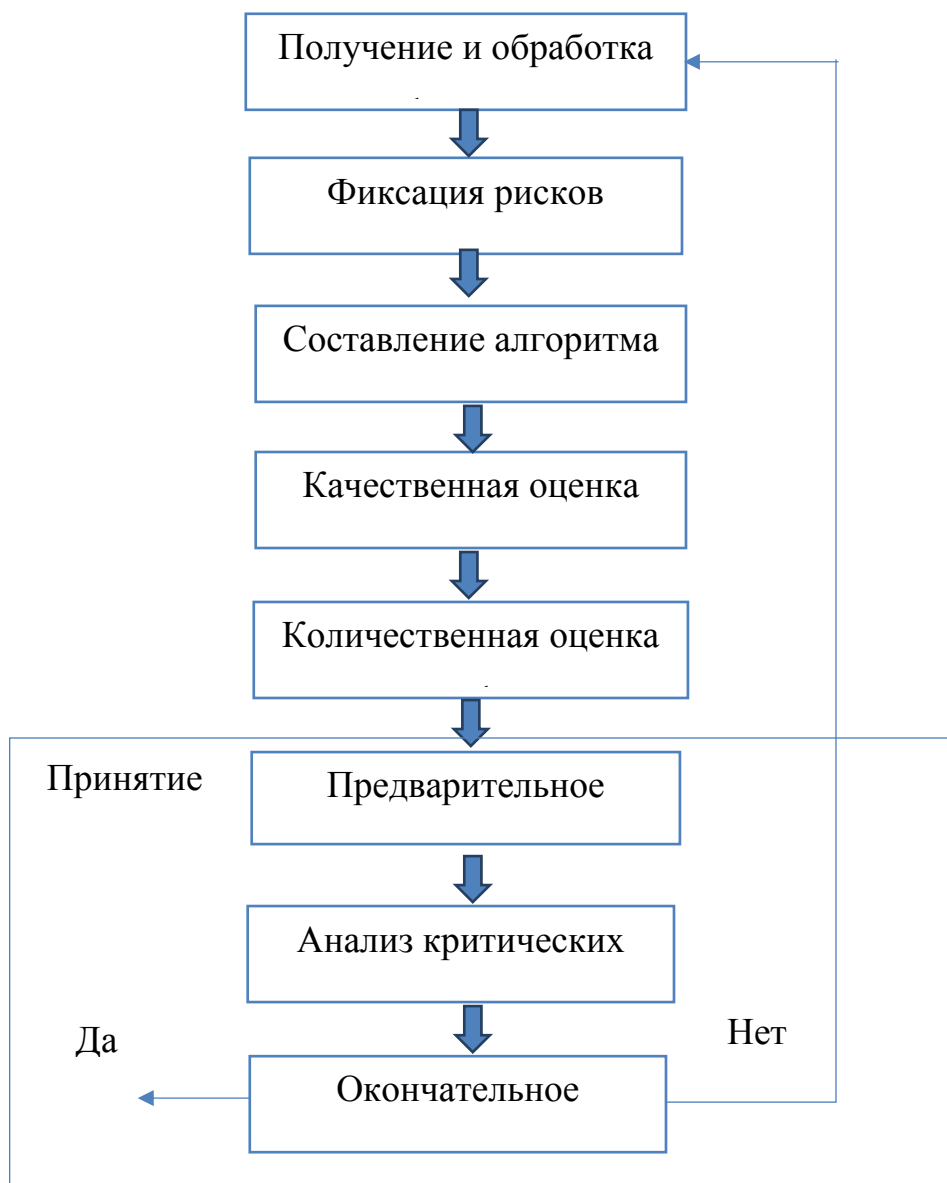 Получение и обработка
Фиксация рисков
Составление алгоритма
Качественная оценка
Количественная оценка
Принятие
Предварительное
Анализ критических
Да
Нет
Окончательное